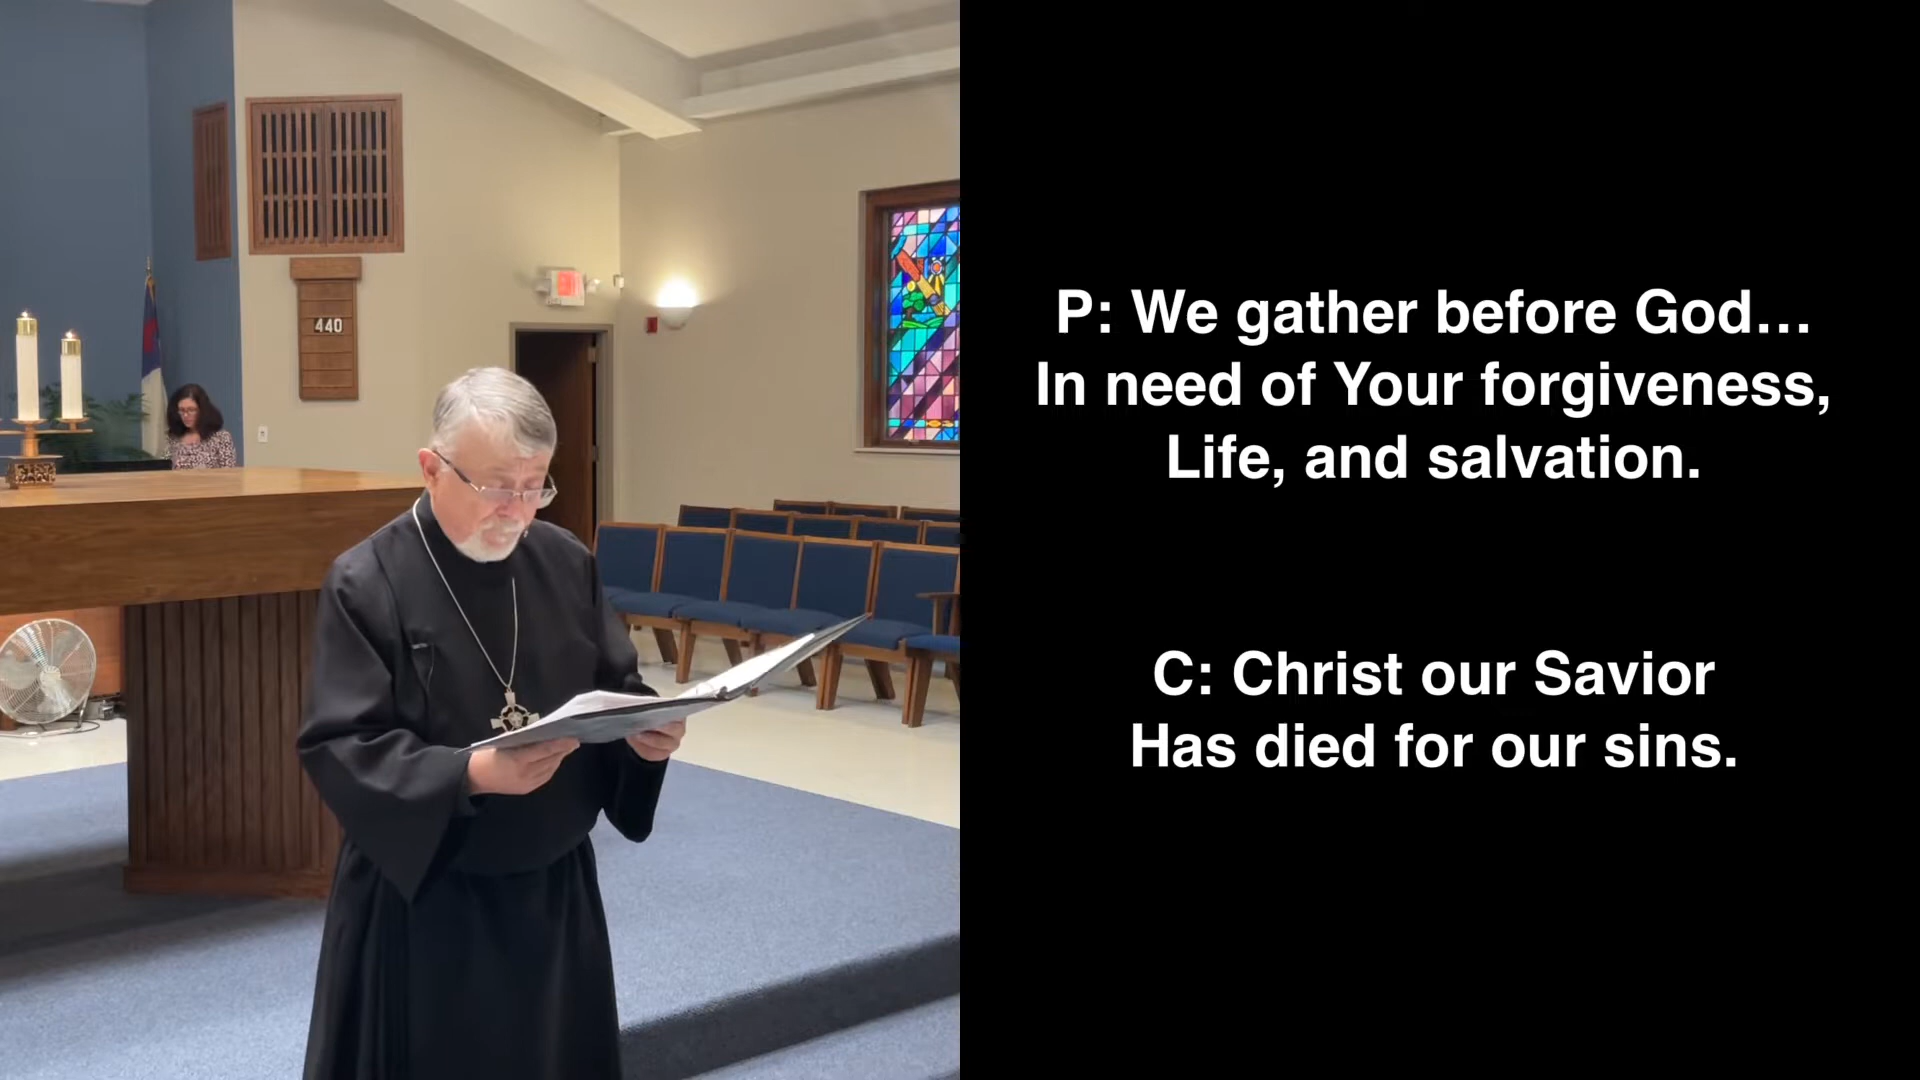 440
P: We gather before God…
In need of Your forgiveness,
Life, and salvation.
C: Christ our Savior
Has died for our sins.